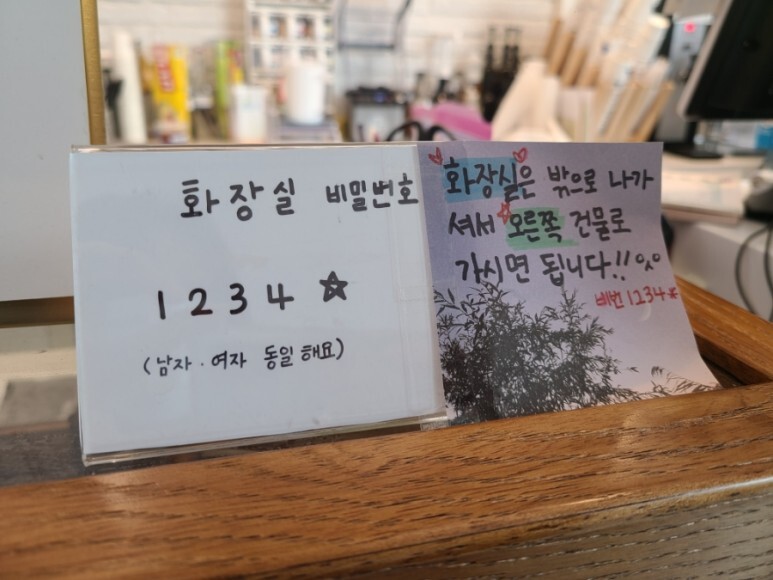 화장실 비밀번호
1234 ☆
(남자·여자 동일해요)
화장실은 밖으로 나가
셔서 오른쪽 건물로
가시면 됩니다!! ^^
비번 1234*